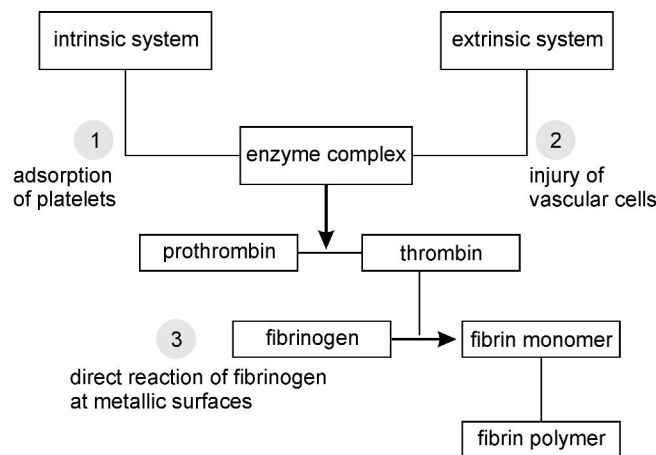 intrinsic system
extrinsic system
1
adsorption
of platelets
enzyme complex
2
injury of
vascular cells
prothrombin
thrombin
3
fibrinogen
fibrin monomer
direct reaction of fibrinogen
at metallic surfaces
fibrin polymer